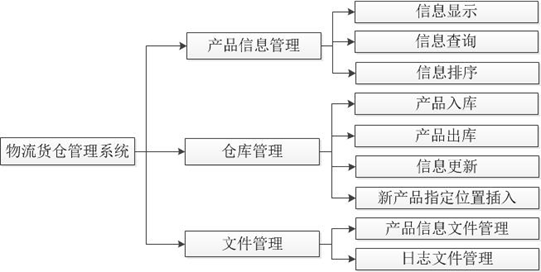 物流货仓管理系统
产品信息管理
信息显示
信息查询
信息排序
仓库管理
产品入库
产品出库
信息更新
新产品指定位置插入
文件管理
产品信息文件管理
日志文件管理